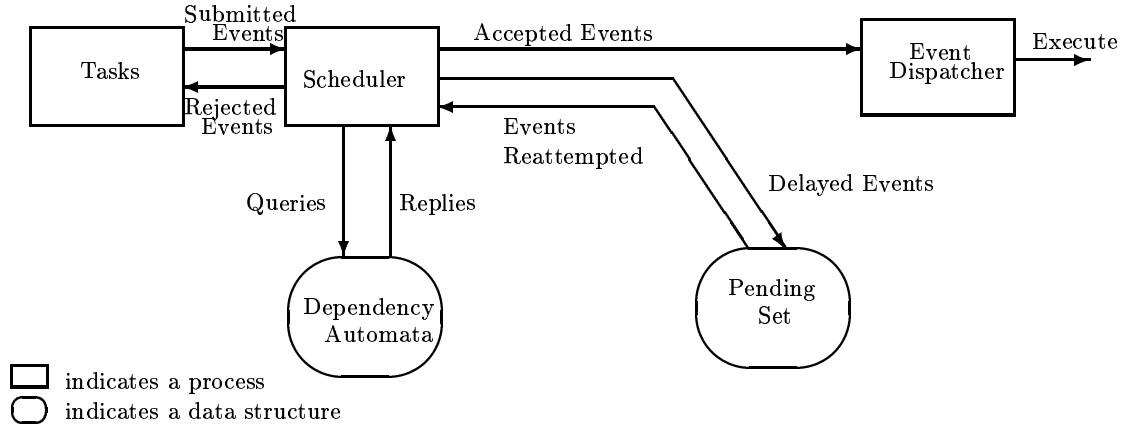 Submitted
Events
Tasks
Rejected
Events
Scheduler
Accepted Events
Event
Dispatcher
Execute
Events
Reattempted
Delayed Events
Queries
Replies
Dependency
Automata
Pending
Set
indicates a process
indicates a data structure